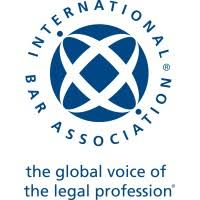 INTERNATIONAL
BAR ASSOCIATION®
the global voice of
the legal profession®